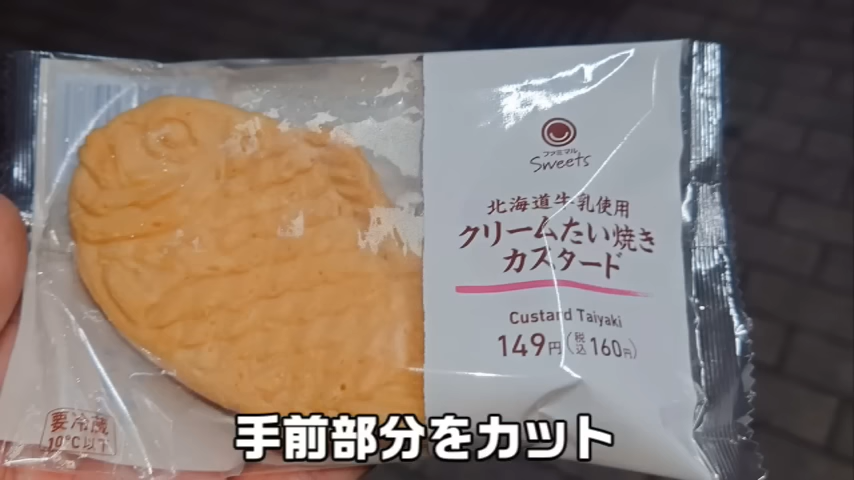 ファミマル
Sweets
北海道牛乳使用
クリームたい焼き
カスタード
Custard Taiyaki
149円(税込160円)
要冷蔵
10℃以下
手前部分をカット